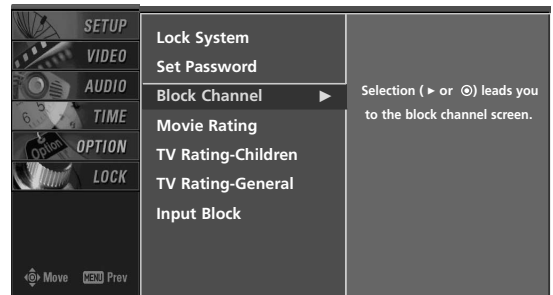 SETUP
VIDEO
AUDIO
TIME
OPTION
LOCK
Move MENU Prev
Lock System
Set Password
Block Channel ►
Movie Rating
TV Rating-Children
TV Rating-General
Input Block
Selection ( ► or ◉) leads you
to the block channel screen.